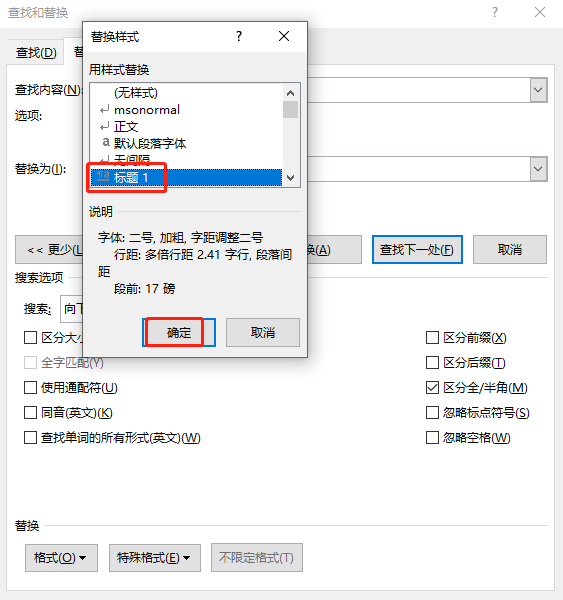 查找和替换
替换样式
查找(D)
用样式替换
查找内容(N):
(无样式)
msonormal
选项:
正文
默认段落字体
无间隔
替换为(I):
标题 1
说明
字体: 二号, 加粗, 字距调整二号
行距: 多倍行距 2.41 字行, 段落间
距
段前: 17 磅
<< 更少(L
换(A)
查找下一处(F)
取消
搜索选项
搜索:
向下
确定
取消
区分大小
区分前缀(X)
全字匹配(Y)
区分后缀(T)
使用通配符(U)
区分全/半角(M)
同音(英文)(K)
忽略标点符号(S)
查找单词的所有形式(英文)(W)
忽略空格(W)
替换
格式(O)
特殊格式(E)
不限定格式(T)